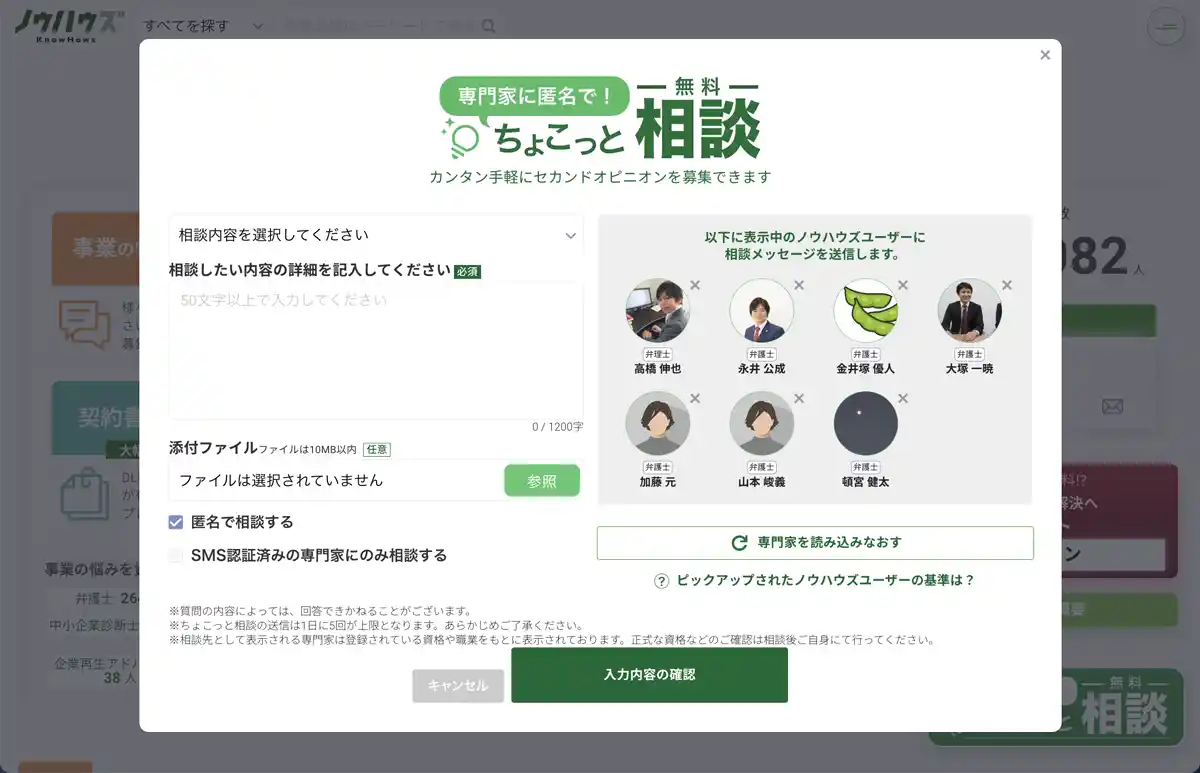 ノウハウズ
KnowHows
すべてを探す
専門家に匿名で！
ちょこっと
無料
相談
カンタン手軽にセカンドオピニオンを募集できます
相談内容を選択してください
相談したい内容の詳細を記入してください 必須
50文字以上で入力してください
0 / 1200字
添付ファイル ファイルは10MB以内 任意
ファイルは選択されていません
参照
匿名で相談する
SMS認証済みの専門家にのみ相談する
以下に表示中のノウハウズユーザーに
相談メッセージを送信します。
弁理士
高橋 伸也
弁護士
永井 公成
弁護士
金井塚 優人
弁護士
大塚 一暁
弁護士
加藤 元
弁護士
山本 峻義
弁護士
頓宮 健太
専門家を読み込みなおす
ピックアップされたノウハウズユーザーの基準は？
※質問の内容によっては、回答できかねることがございます。
※ちょこっと相談の送信は1日に5回が上限となります。あらかじめご了承ください。
※相談先として表示される専門家は登録されている資格や職業をもとに表示されております。正式な資格などのご確認は相談後ご自身にて行ってください。
キャンセル
入力内容の確認
事業の
契約書
事業の悩みを
弁護士 26
中小企業診断士
企業再生アド
38 人
082 人
解決へ
ン
概要
無料
相談